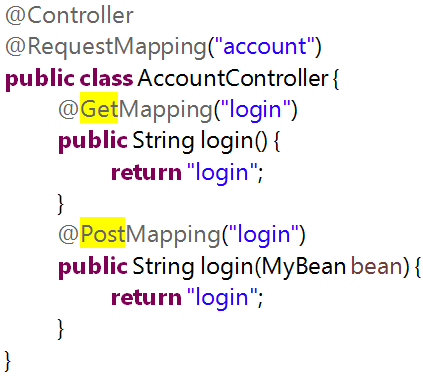 @Controller
@RequestMapping("account")
public class AccountController {
@GetMapping("login")
public String login() {
return "login";
}
@PostMapping("login")
public String login(MyBean bean) {
return "login";
}
}